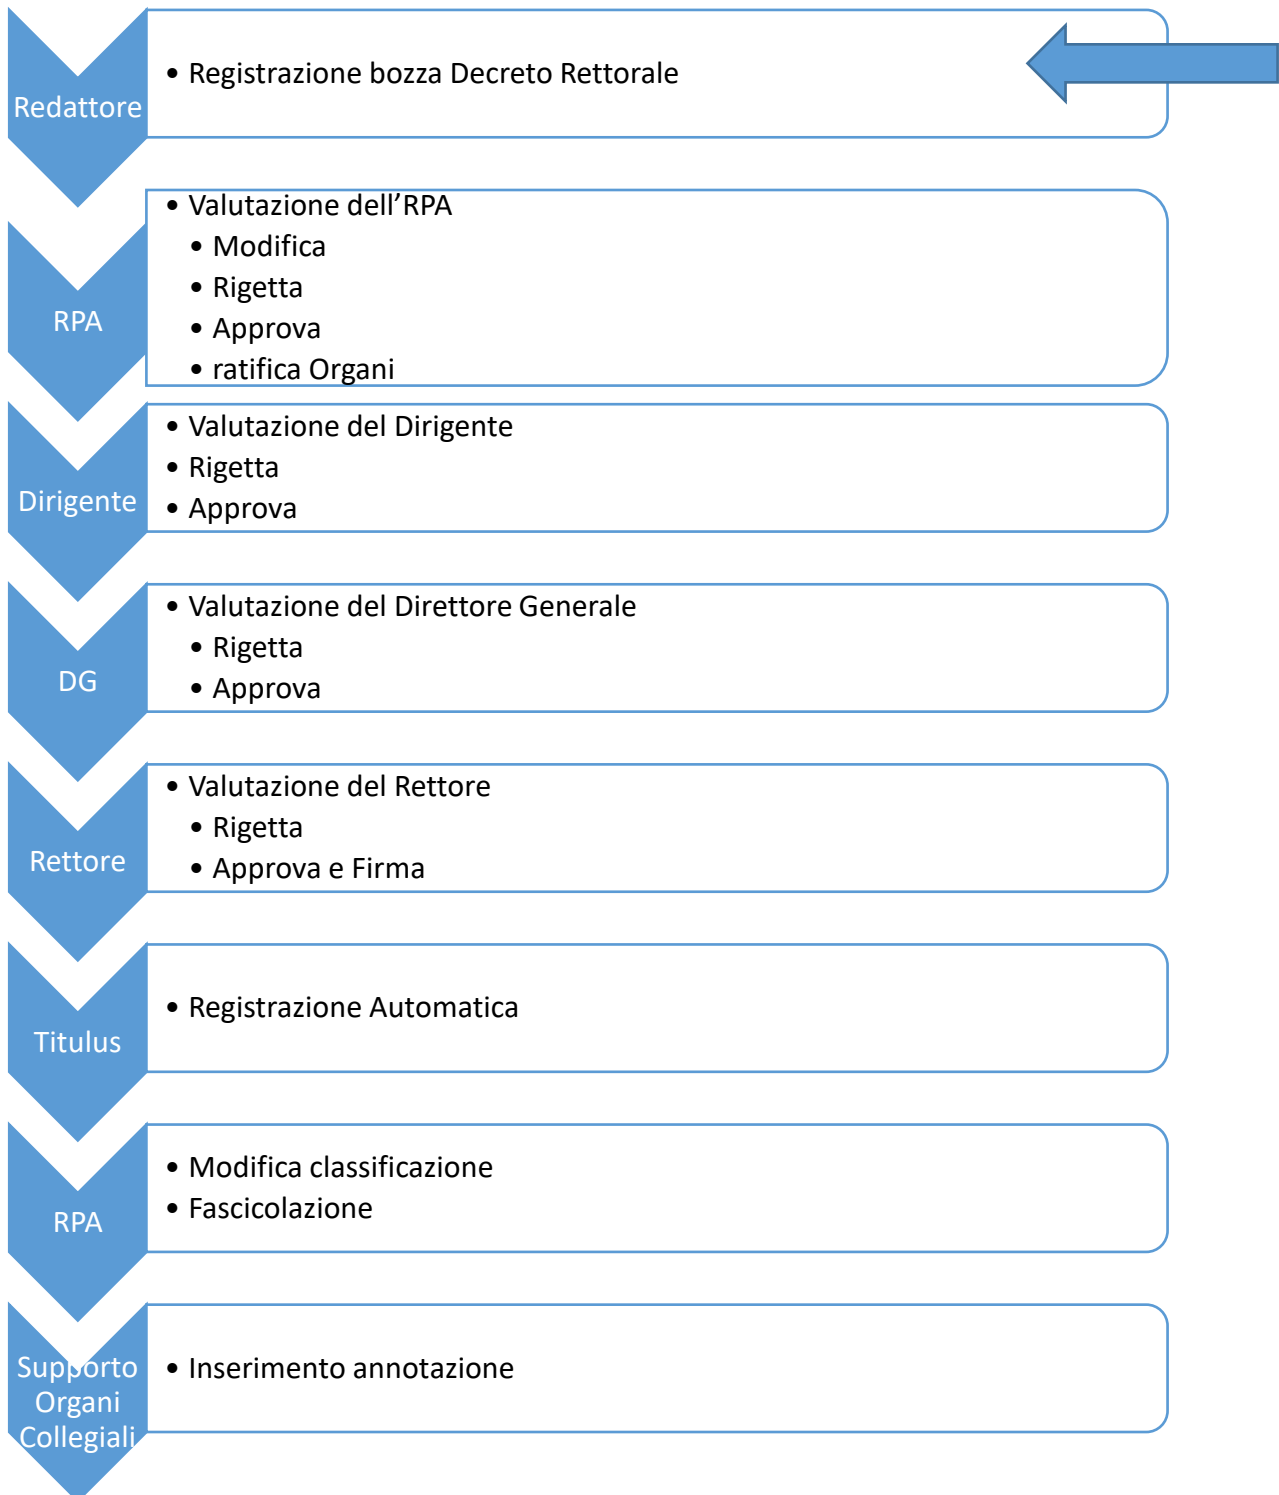 Redattore
• Registrazione bozza Decreto Rettorale
RPA
• Valutazione dell’RPA
• Modifica
• Rigetta
• Approva
• ratifica Organi
Dirigente
• Valutazione del Dirigente
• Rigetta
• Approva
DG
• Valutazione del Direttore Generale
• Rigetta
• Approva
Rettore
• Valutazione del Rettore
• Rigetta
• Approva e Firma
Titulus
• Registrazione Automatica
RPA
• Modifica classificazione
• Fascicolazione
Supporto
Organi
Collegiali
• Inserimento annotazione